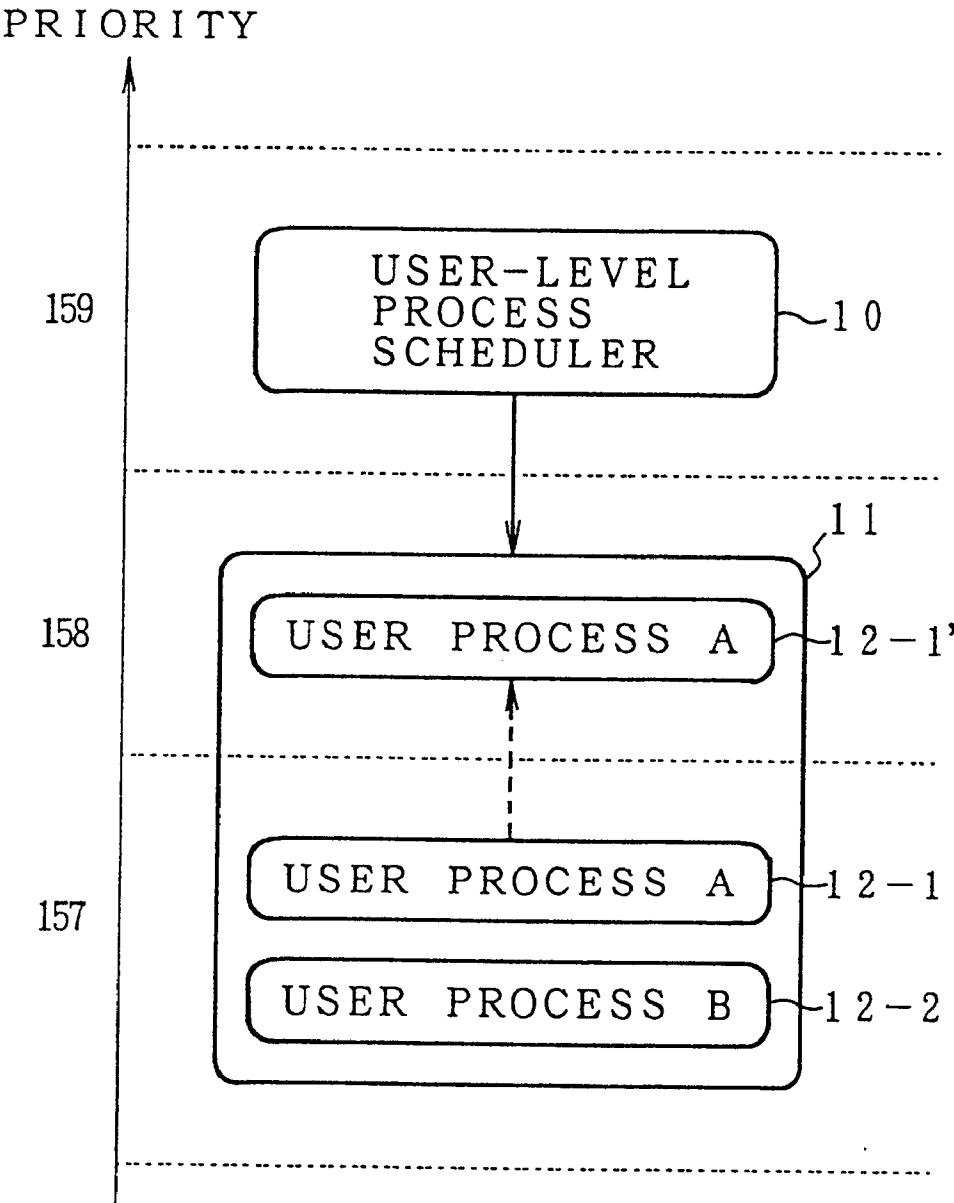 PRIORITY
159
USER-LEVEL
PROCESS
SCHEDULER
10
11
158
USER PROCESS A
12-1'
157
USER PROCESS A
12-1
USER PROCESS B
12-2